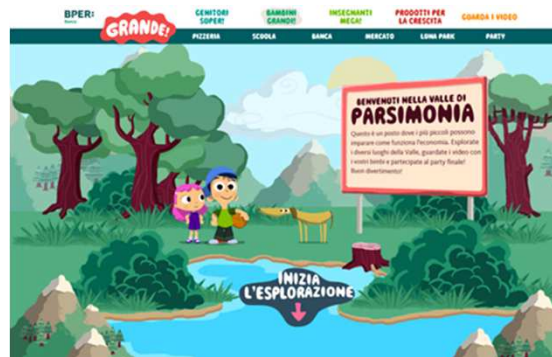 BPER:
Banca
GRANDE!
GENITORI
SUPER!
BAMBINI
GRANDI!
INSEGNANTI
MEGA!
PRODOTTI PER
LA CRESCITA
GUARDA I VIDEO
PIZZERIA
SCUOLA
BANCA
MERCATO
LUNA PARK
PARTY
BENVENUTI NELLA VALLE DI
PARSIMONIA
Questo è un posto dove i più piccoli possono
imparare come funziona l'economia. Esplorate
i diversi luoghi della Valle, guardate i video con
i vostri bimbi e partecipate al party finale!
Buon divertimento!
INIZIA
L'ESPLORAZIONE